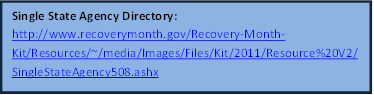 Single State Agency Directory:
http://www.recoverymonth.gov/Recovery-Month-
Kit/Resources/~/media/Images/Files/Kit/2011/Resource%20V2/
SingleStateAgency508.ashx